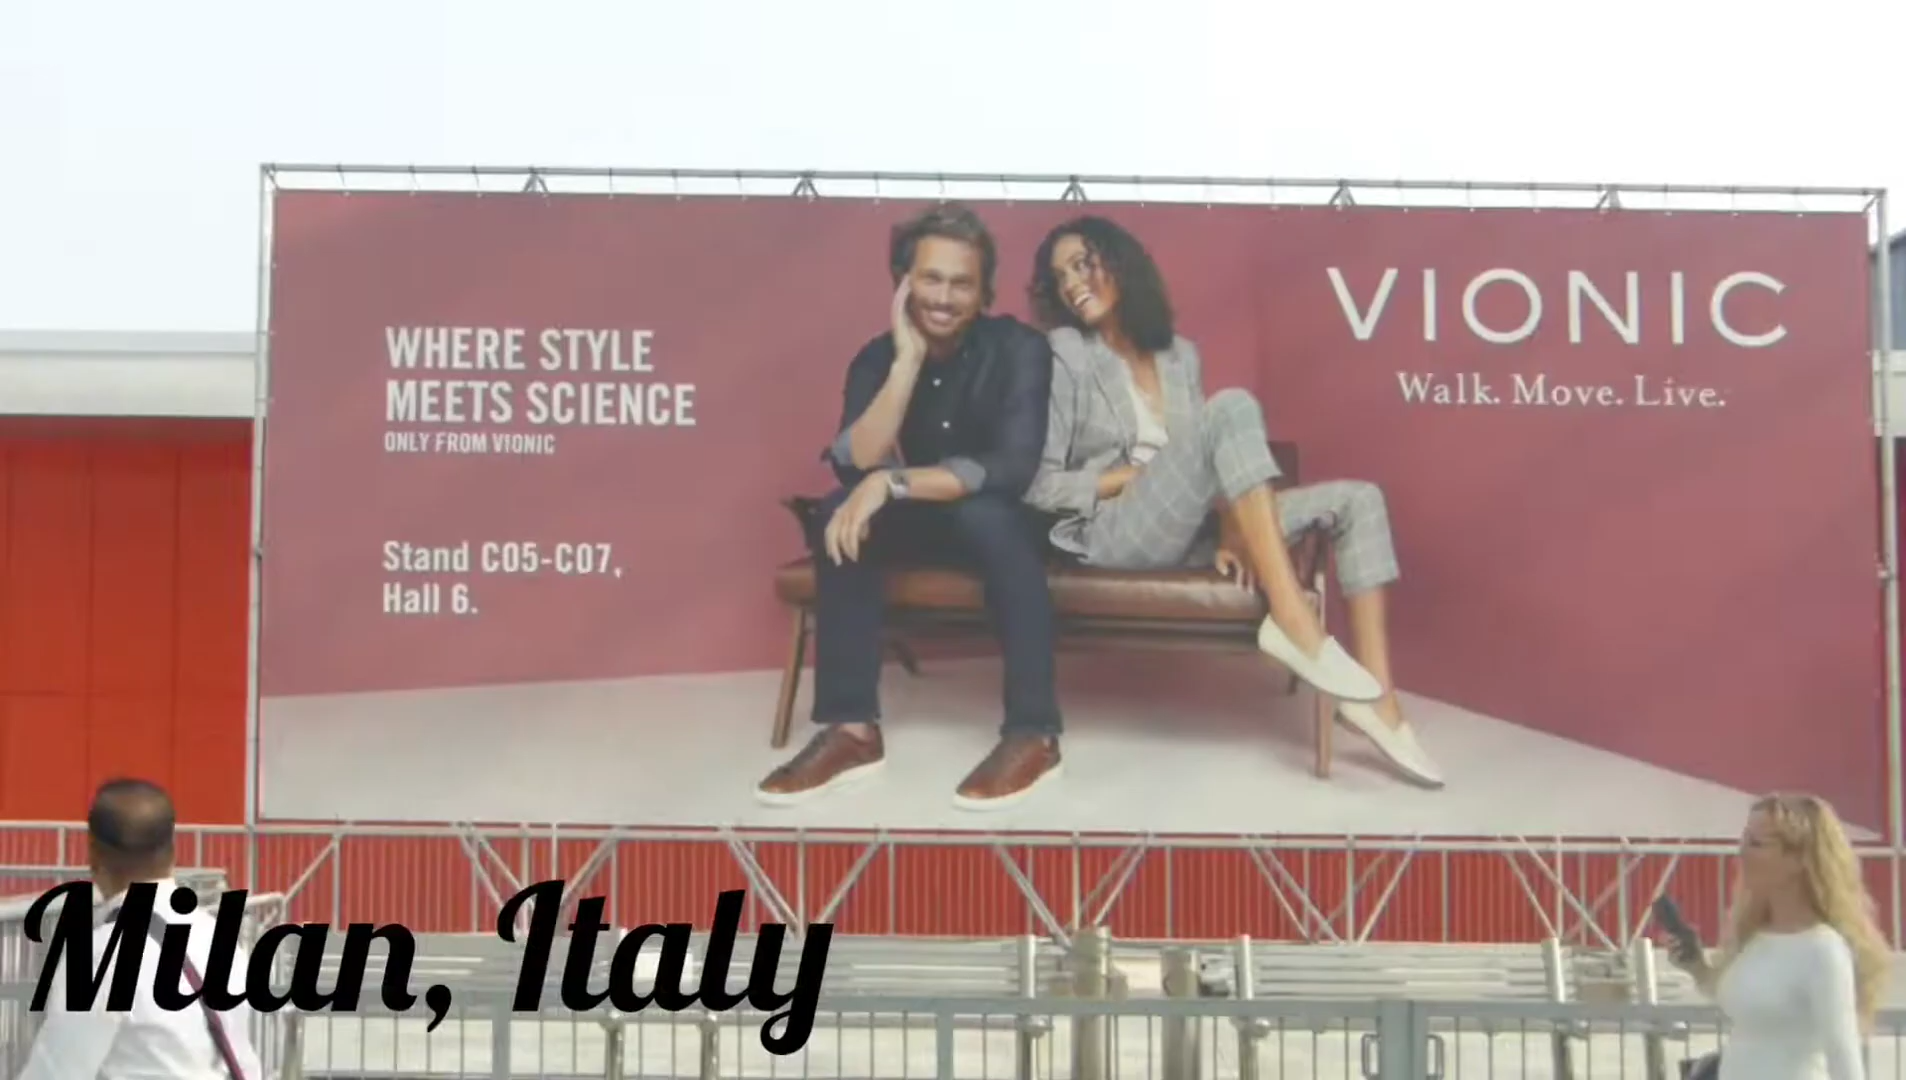 WHERE STYLE
MEETS SCIENCE
ONLY FROM VIONIC
Stand C05-C07,
Hall 6.
VIONIC
Walk. Move. Live.
Milan, Italy